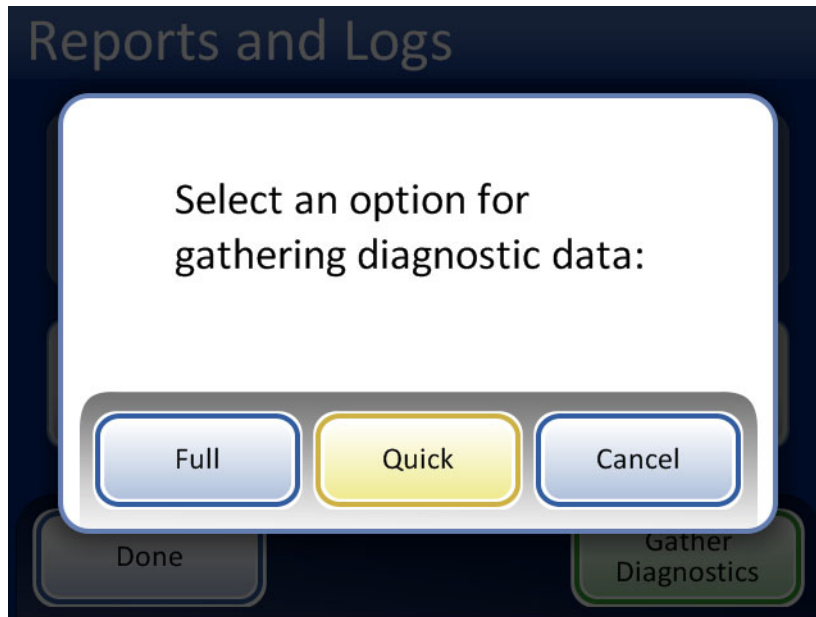 Reports and Logs
Select an option for
gathering diagnostic data:
Full
Quick
Cancel
Done
Gather
Diagnostics